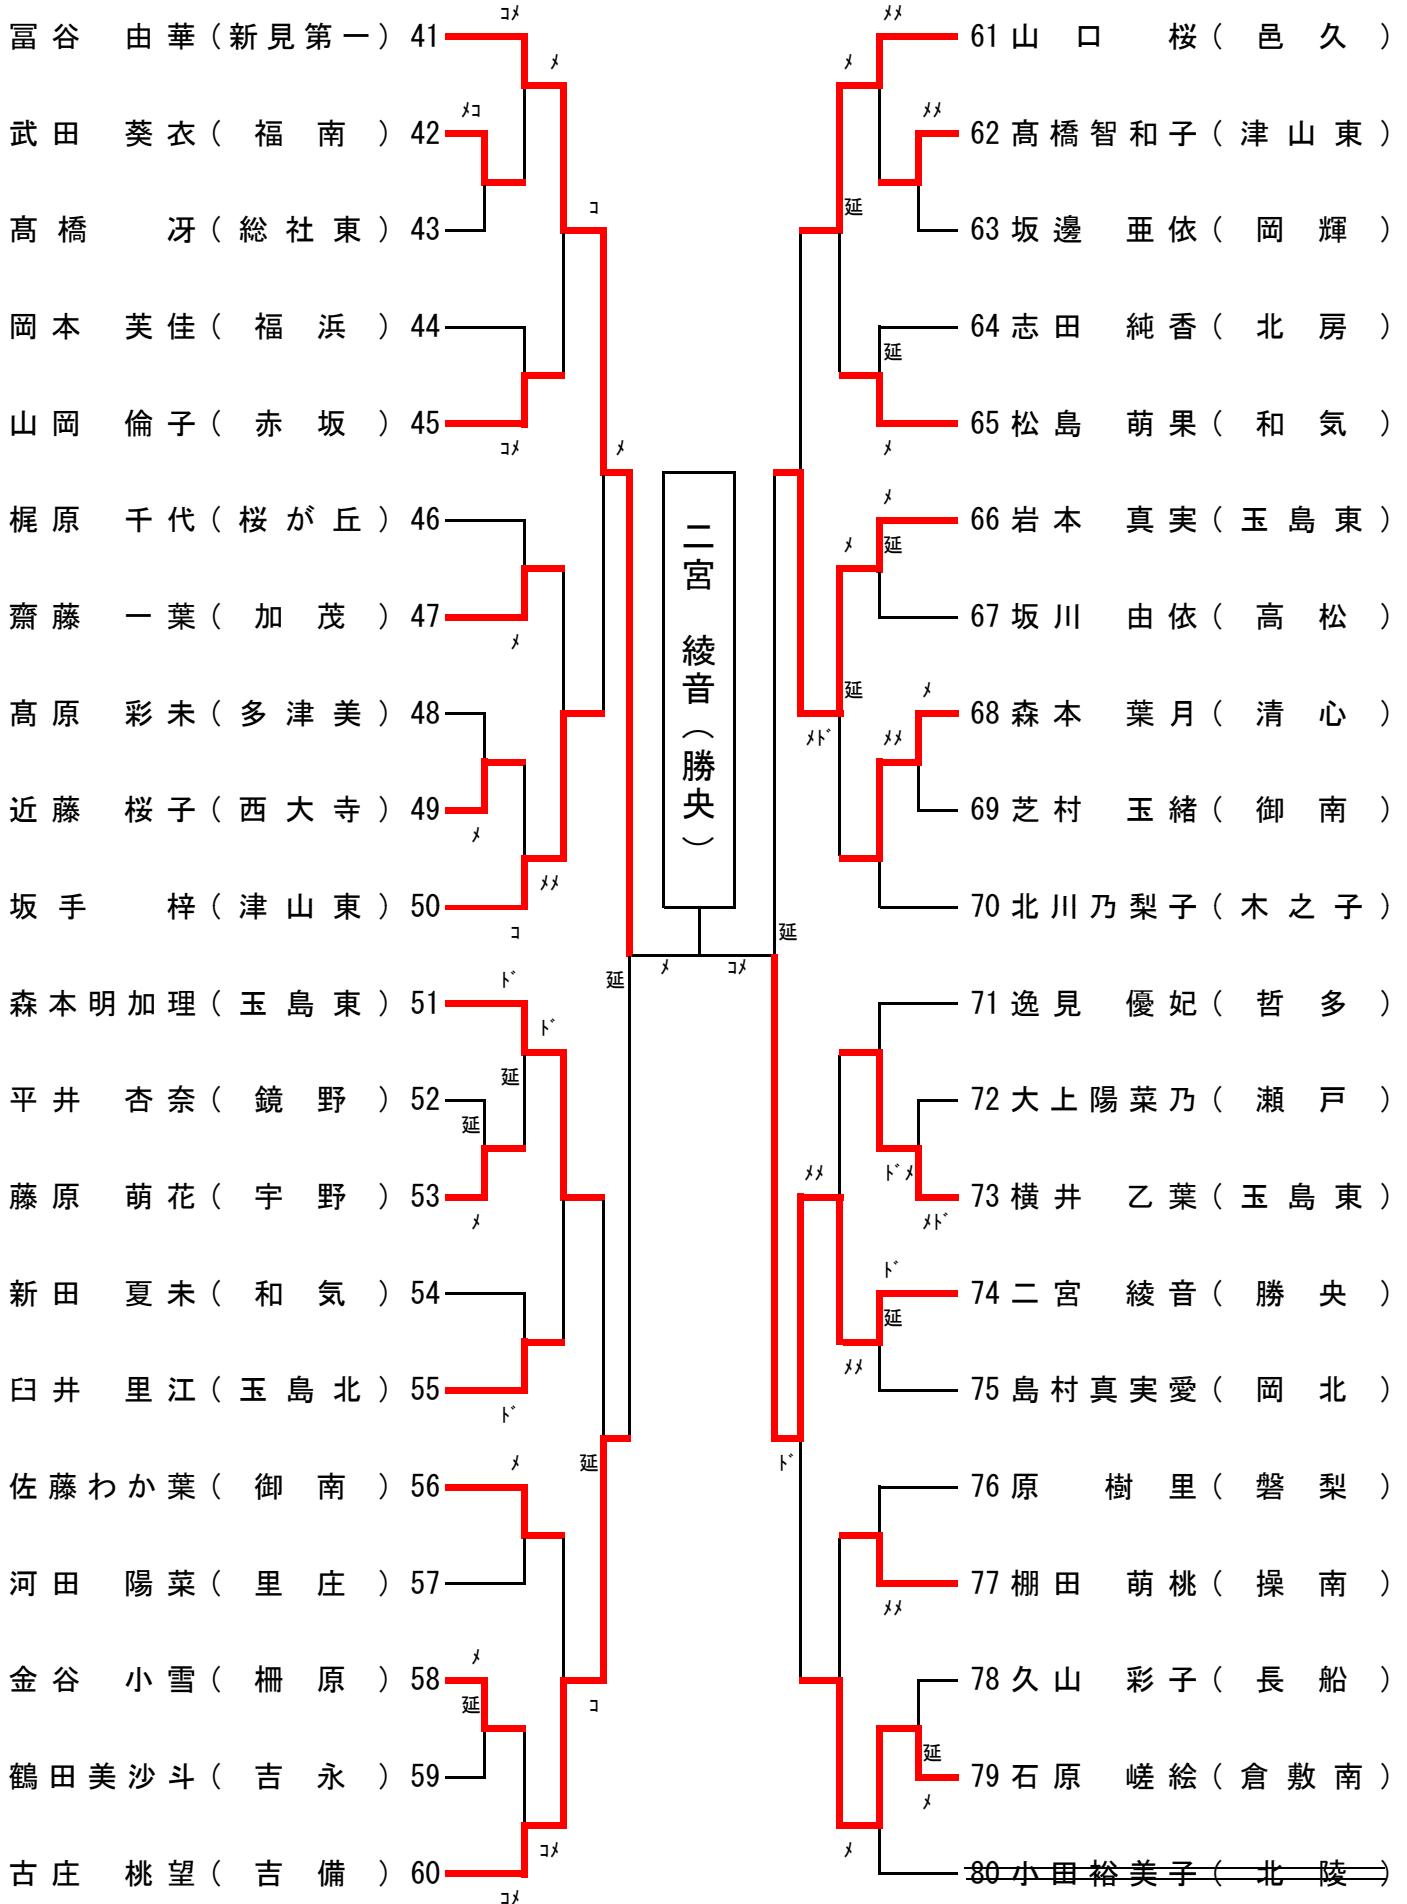 冨谷 由華(新見第一) 41
武田 葵衣(福南) 42
髙橋 冴(総社東) 43
岡本 芙佳(福浜) 44
山岡 倫子(赤坂) 45
梶原 千代(桜が丘) 46
齋藤 一葉(加茂) 47
髙原 彩未(多津美) 48
近藤 桜子(西大寺) 49
坂手 梓(津山東) 50
森本明加理(玉島東) 51
平井 杏奈(鏡野) 52
藤原 萌花(宇野) 53
新田 夏未(和気) 54
臼井 里江(玉島北) 55
佐藤わか葉(御南) 56
河田 陽菜(里庄) 57
金谷 小雪(柵原) 58
鶴田美沙斗(吉永) 59
古庄 桃望(吉備) 60
コメ
メ
メコ
コ
コメ
メ
メ
メ
メメ
コ
ド
ド
延
延
メ
ド
メ
延
延
メ
延
コ
コメ
コメ
二宮 綾音(勝央)
メ コメ
メメ
メ
メメ
延
延
メ
メ
メ
延
延
メ
メド
メメ
延
メメ
ドメ
メド
ド
延
メメ
ド
メメ
延
メ
メ
61 山口 桜(邑久)
62 髙橋智和子(津山東)
63 坂邊 亜依(岡輝)
64 志田 純香(北房)
65 松島 萌果(和気)
66 岩本 真実(玉島東)
67 坂川 由依(高松)
68 森本 葉月(清心)
69 芝村 玉緒(御南)
70 北川乃梨子(木之子)
71 逸見 優妃(哲多)
72 大上陽菜乃(瀬戸)
73 横井 乙葉(玉島東)
74 二宮 綾音(勝央)
75 島村真実愛(岡北)
76 原 樹里(磐梨)
77 棚田 萌桃(操南)
78 久山 彩子(長船)
79 石原 嵯絵(倉敷南)
80 小田裕美子(北陵)